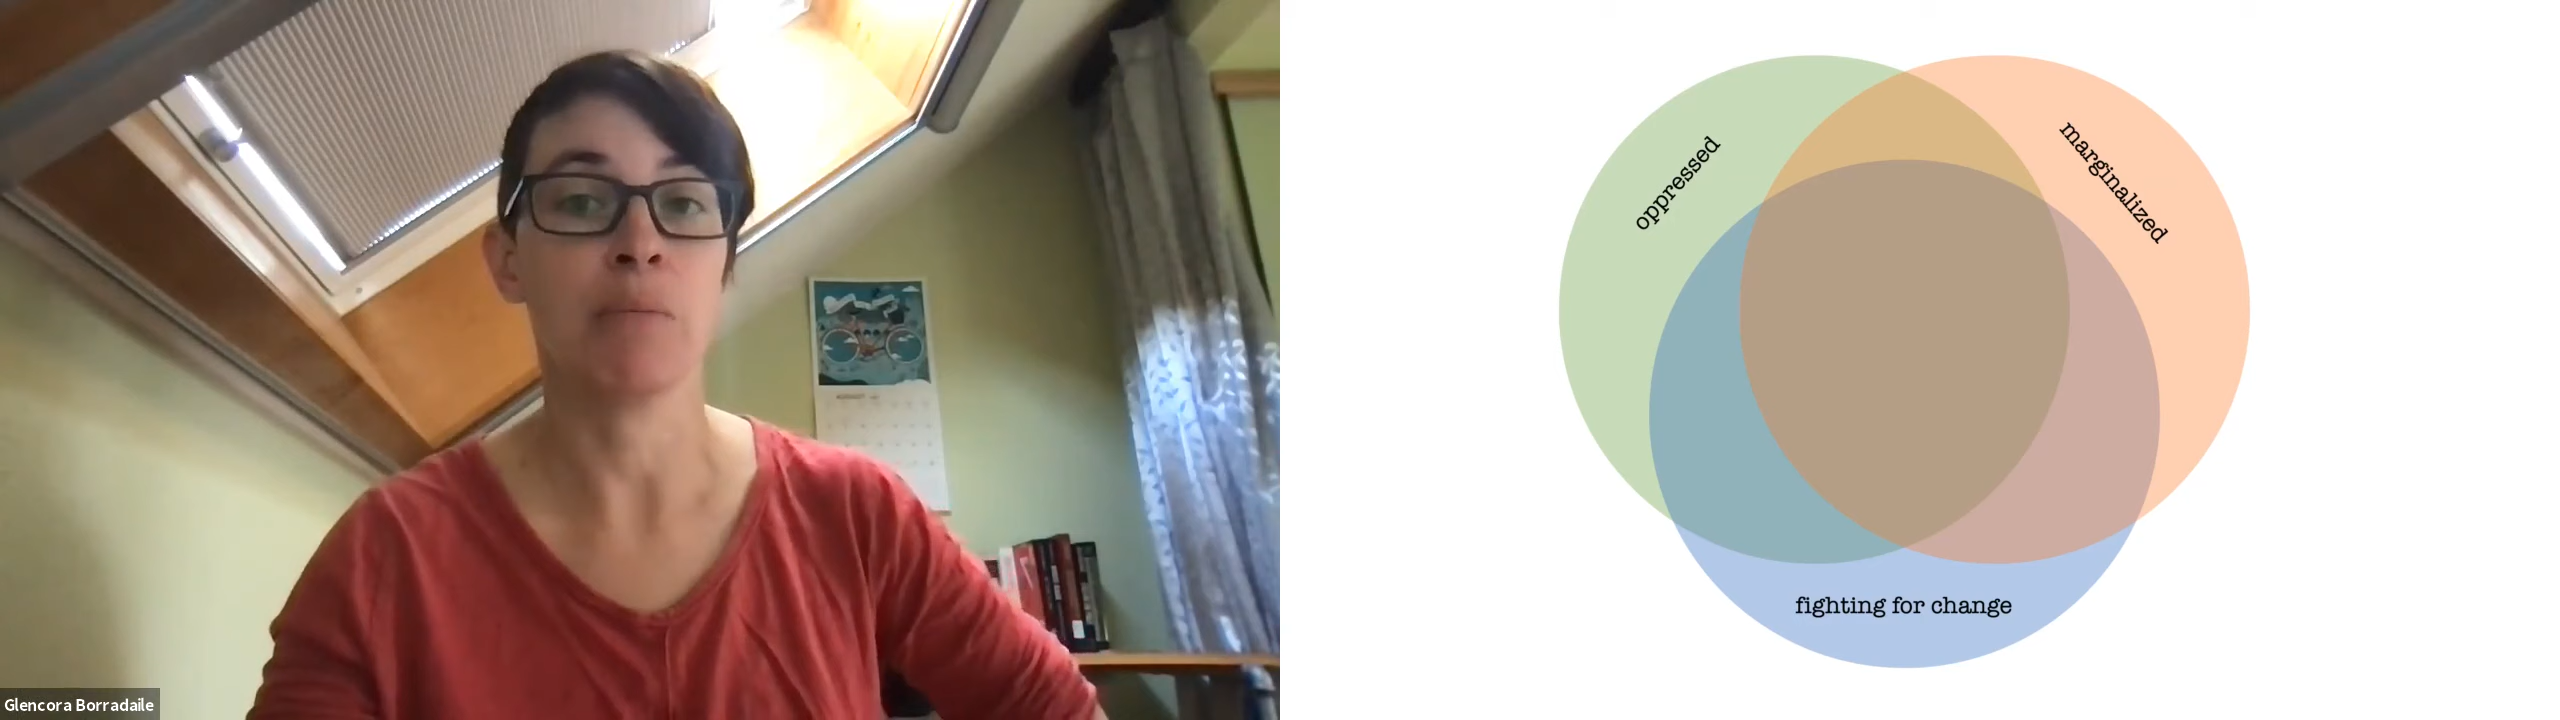 Glencora Borradaile
oppressed
marginalized
fighting for change